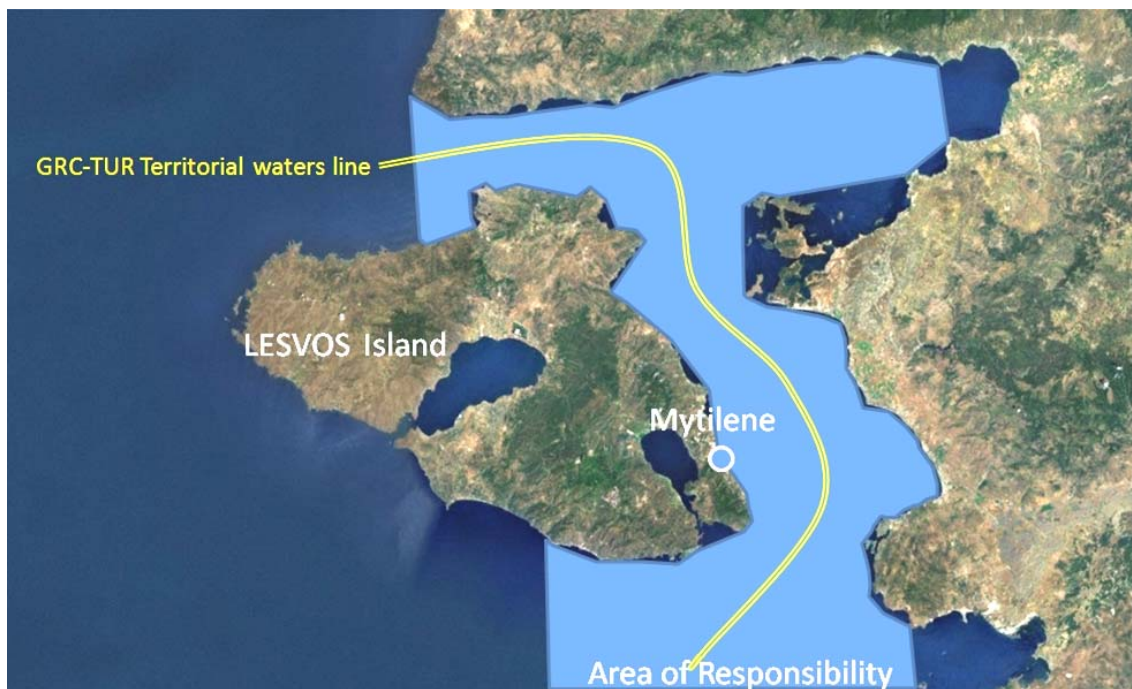 GRC-TUR Territorial waters line
LESVOS Island
Mytilene
Area of Responsibility